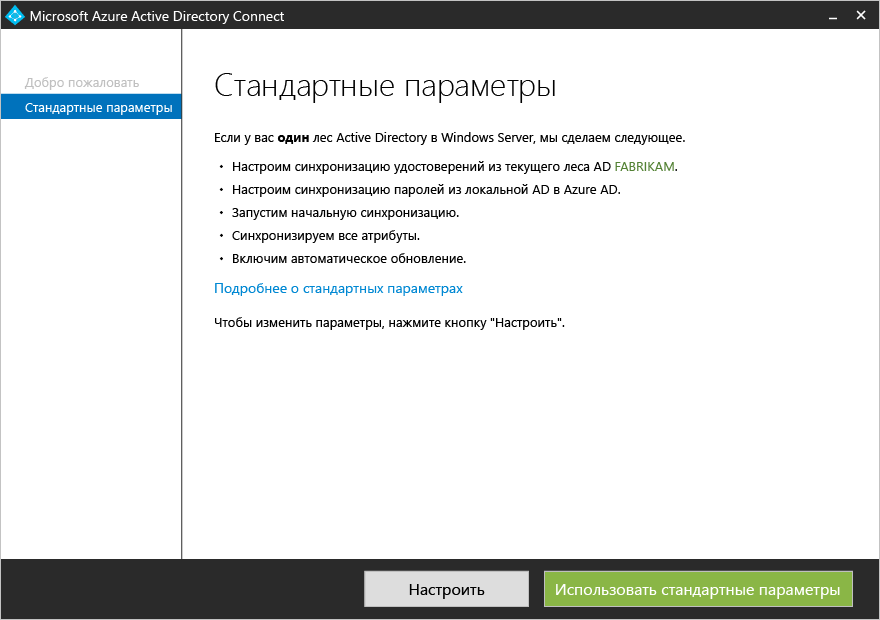 Microsoft Azure Active Directory Connect
Добро пожаловать
Стандартные параметры
Стандартные параметры
Если у вас один лес Active Directory в Windows Server, мы сделаем следующее.
• Настроим синхронизацию удостоверений из текущего леса AD FABRIKAM.
• Настроим синхронизацию паролей из локальной AD в Azure AD.
• Запустим начальную синхронизацию.
• Синхронизируем все атрибуты.
• Включим автоматическое обновление.
Подробнее о стандартных параметрах
Чтобы изменить параметры, нажмите кнопку "Настроить".
Настроить
Использовать стандартные параметры